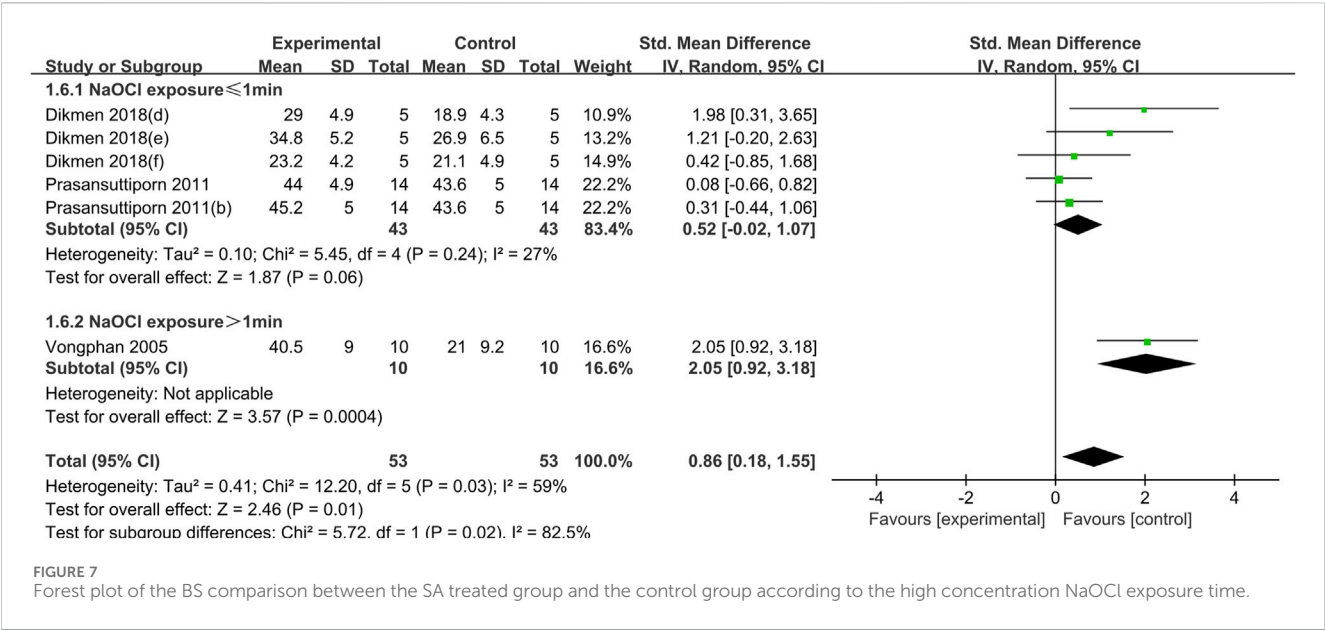 Experimental Control Std. Mean Difference Std. Mean Difference
Study or Subgroup Mean SD Total Mean SD Total Weight IV, Random, 95% CI IV, Random, 95% CI
1.6.1 NaOCl exposure≤1min
Dikmen 2018(d) 29 4.9 5 18.9 4.3 5 10.9% 1.98 [0.31, 3.65]
Dikmen 2018(e) 34.8 5.2 5 26.9 6.5 5 13.2% 1.21 [-0.20, 2.63]
Dikmen 2018(f) 23.2 4.2 5 21.1 4.9 5 14.9% 0.42 [-0.85, 1.68]
Prasansuttiporn 2011 44 4.9 14 43.6 5 14 22.2% 0.08 [-0.66, 0.82]
Prasansuttiporn 2011(b) 45.2 5 14 43.6 5 14 22.2% 0.31 [-0.44, 1.06]
Subtotal (95% CI) 43 43 83.4% 0.52 [-0.02, 1.07]
Heterogeneity: Tau² = 0.10; Chi² = 5.45, df = 4 (P = 0.24); I² = 27%
Test for overall effect: Z = 1.87 (P = 0.06)
1.6.2 NaOCl exposure>1min
Vongphan 2005 40.5 9 10 21 9.2 10 16.6% 2.05 [0.92, 3.18]
Subtotal (95% CI) 10 10 16.6% 2.05 [0.92, 3.18]
Heterogeneity: Not applicable
Test for overall effect: Z = 3.57 (P = 0.0004)
Total (95% CI) 53 53 100.0% 0.86 [0.18, 1.55]
Heterogeneity: Tau² = 0.41; Chi² = 12.20, df = 5 (P = 0.03); I² = 59%
Test for overall effect: Z = 2.46 (P = 0.01)
Test for subgroup differences: Chi² = 5.72, df = 1 (P = 0.02), I² = 82.5%
-4 -2 0 2 4
Favours [experimental] Favours [control]
FIGURE 7
Forest plot of the BS comparison between the SA treated group and the control group according to the high concentration NaOCl exposure time.